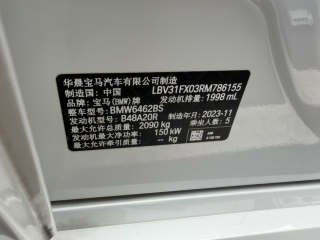 华晨宝马汽车有限公司制造
制造国: 中国 LBV31FX03RM786155
品牌: 宝马(BMW)牌 发动机排量: 1998 mL
整车型号: BMW6462BS
发动机型号: B48A20R 制造年月: 2023-11
最大允许总质量: 2090 kg 乘坐人数: 5
发动机最大净功率: 150 kW
最大允许牵引质量: -- kg